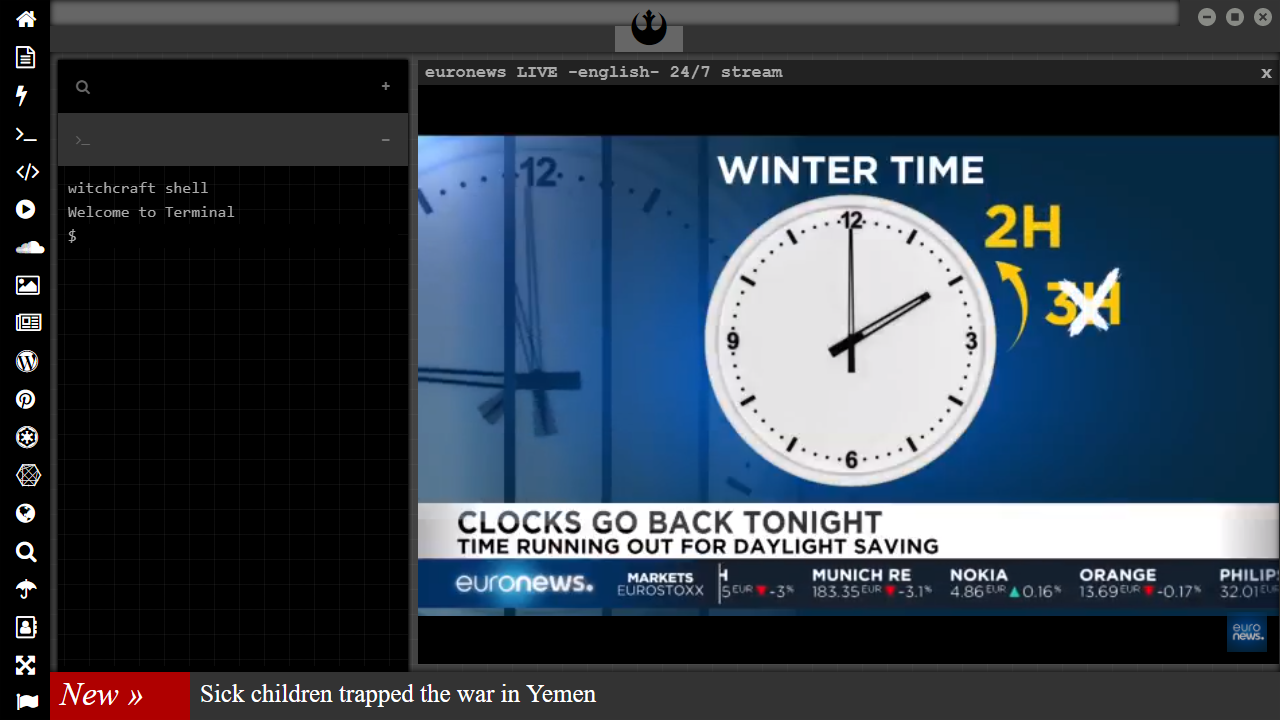 euronews LIVE -english- 24/7 stream
x
+
>_
−
witchcraft shell
Welcome to Terminal
$
WINTER TIME
12
2H
3H
12
9
3
6
CLOCKS GO BACK TONIGHT
TIME RUNNING OUT FOR DAYLIGHT SAVING
euronews.
MARKETS
EUROSTOXX
5 EUR -3%
MUNICH RE
183.35 EUR -3.1%
NOKIA
4.86 EUR 0.16%
ORANGE
13.69 EUR -0.17%
PHILIP
32.01 EUR
euro
news.
New » Sick children trapped the war in Yemen